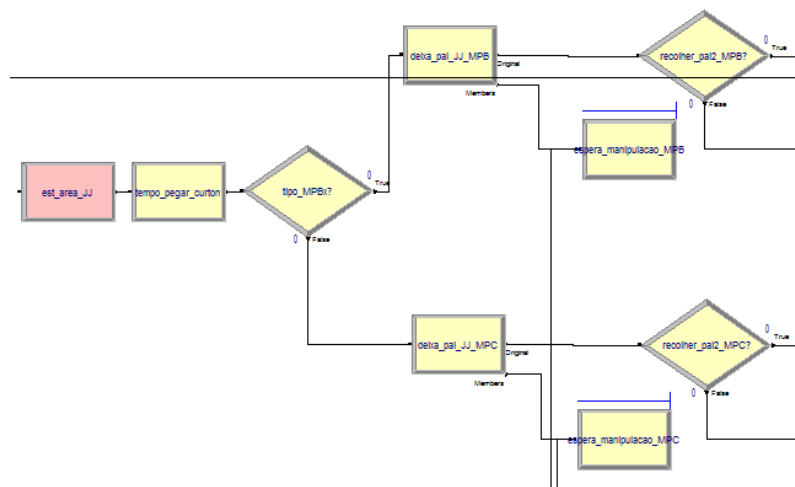 deixa_pal_JJ_MPB
Original
Members
recolher_pal2_MPB?
0
True
0
False
espera_manipulacao_MPB
est_area_JJ
tempo_pegar_curton
tipo_MPBx?
0
True
0
False
deixa_pal_JJ_MPC
Original
Members
recolher_pal2_MPC?
0
True
0
False
espera_manipulacao_MPC